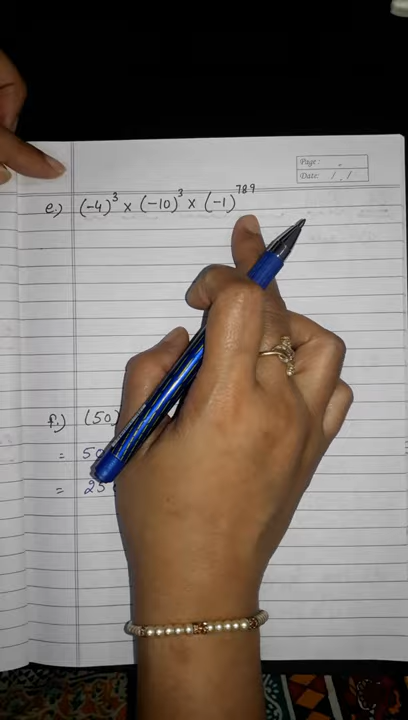 Page:
Date: / /
e.) (-4)³ × (-10)³ × (-1)⁷⁸⁹
f.) (50)
= 50
= 25